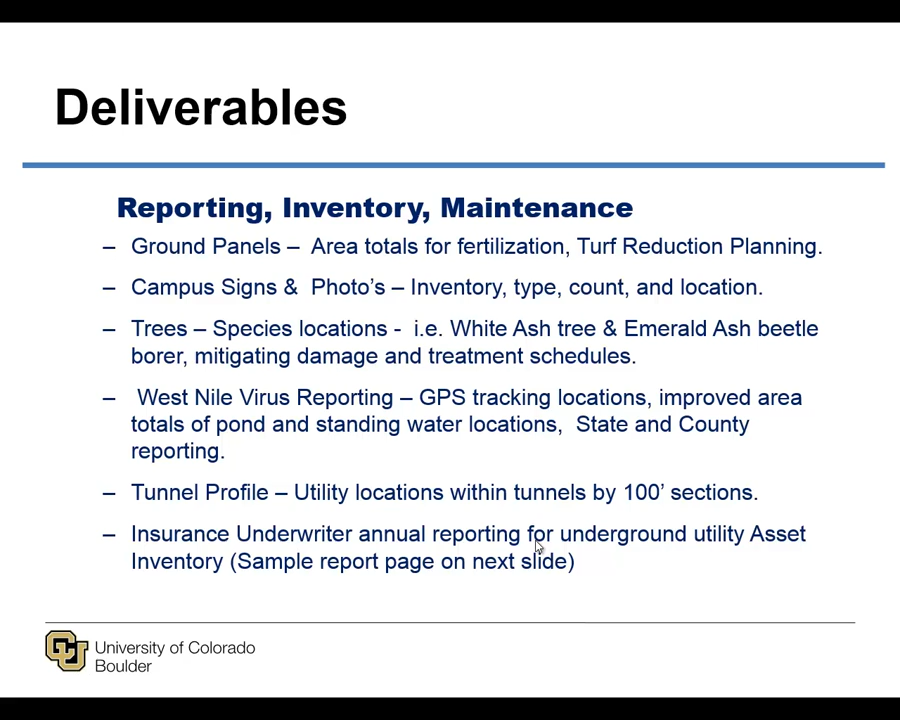 Deliverables
Reporting, Inventory, Maintenance
– Ground Panels – Area totals for fertilization, Turf Reduction Planning.
– Campus Signs & Photo's – Inventory, type, count, and location.
– Trees – Species locations - i.e. White Ash tree & Emerald Ash beetle
borer, mitigating damage and treatment schedules.
– West Nile Virus Reporting – GPS tracking locations, improved area
totals of pond and standing water locations, State and County
reporting.
– Tunnel Profile – Utility locations within tunnels by 100' sections.
– Insurance Underwriter annual reporting for underground utility Asset
Inventory (Sample report page on next slide)
CU
University of Colorado
Boulder